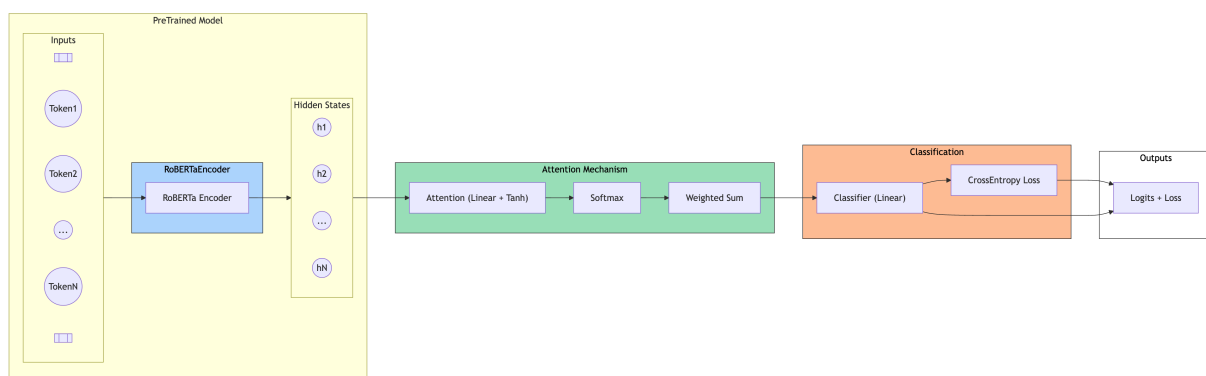 PreTrained Model
Inputs
Token1
Token2
...
TokenN
RoBERTaEncoder
RoBERTa Encoder
Hidden States
h1
h2
...
hN
Attention Mechanism
Attention (Linear + Tanh)
Softmax
Weighted Sum
Classification
Classifier (Linear)
CrossEntropy Loss
Outputs
Logits + Loss